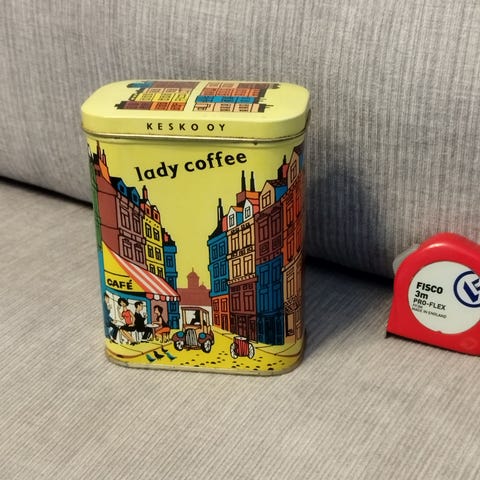 KESKO OY
lady coffee
CAFÉ
FISCO
3m
PRO-FLEX
MADE IN ENGLAND